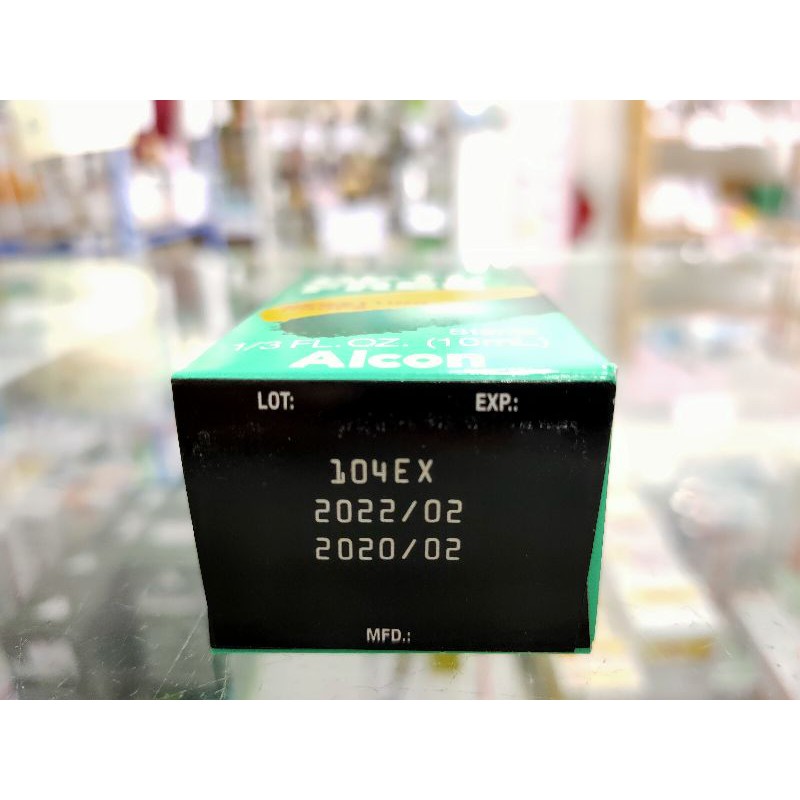 1/3 FL. OZ. (10 mL)
Alcon
LOT: EXP.:
104EX
2022/02
2020/02
MFD.: